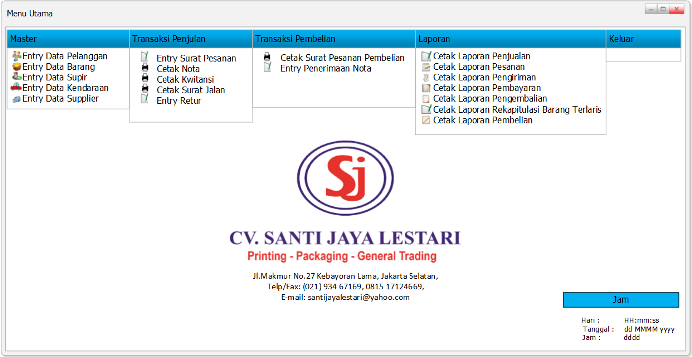 Menu Utama
Master
Entry Data Pelanggan
Entry Data Barang
Entry Data Supir
Entry Data Kendaraan
Entry Data Supplier
Transaksi Penjulan
Entry Surat Pesanan
Cetak Nota
Cetak Kwitansi
Cetak Surat Jalan
Entry Retur
Transaksi Pembelian
Cetak Surat Pesanan Pembelian
Entry Penerimaan Nota
Laporan
Cetak Laporan Penjualan
Cetak Laporan Pesanan
Cetak Laporan Pengiriman
Cetak Laporan Pembayaran
Cetak Laporan Pengembalian
Cetak Laporan Rekapitulasi Barang Terlaris
Cetak Laporan Pembelian
Keluar
Sj
CV. SANTI JAYA LESTARI
Printing - Packaging - General Trading
Jl.Makmur No.27 Kebayoran Lama, Jakarta Selatan,
Telp/Fax: (021) 934 67169, 0815 17124669,
E-mail: santijayalestari@yahoo.com
Jam
Hari : HH:mm:ss
Tanggal : dd MMMM yyyy
Jam : dddd